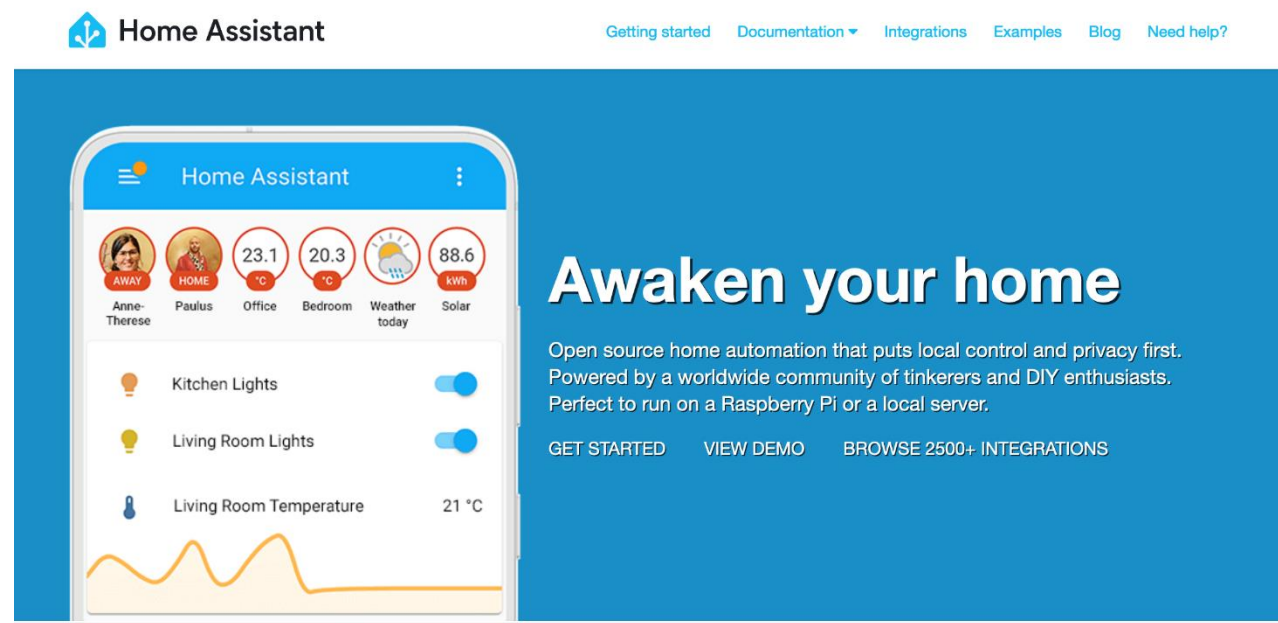 Home Assistant
Getting started Documentation Integrations Examples Blog Need help?
Home Assistant
23.1 20.3 88.6
AWAY HOME °C °C kWh
Anne-Therese Paulus Office Bedroom Weather today Solar
Kitchen Lights
Living Room Lights
Living Room Temperature 21 °C
Awaken your home
Open source home automation that puts local control and privacy first.
Powered by a worldwide community of tinkerers and DIY enthusiasts.
Perfect to run on a Raspberry Pi or a local server.
GET STARTED VIEW DEMO BROWSE 2500+ INTEGRATIONS